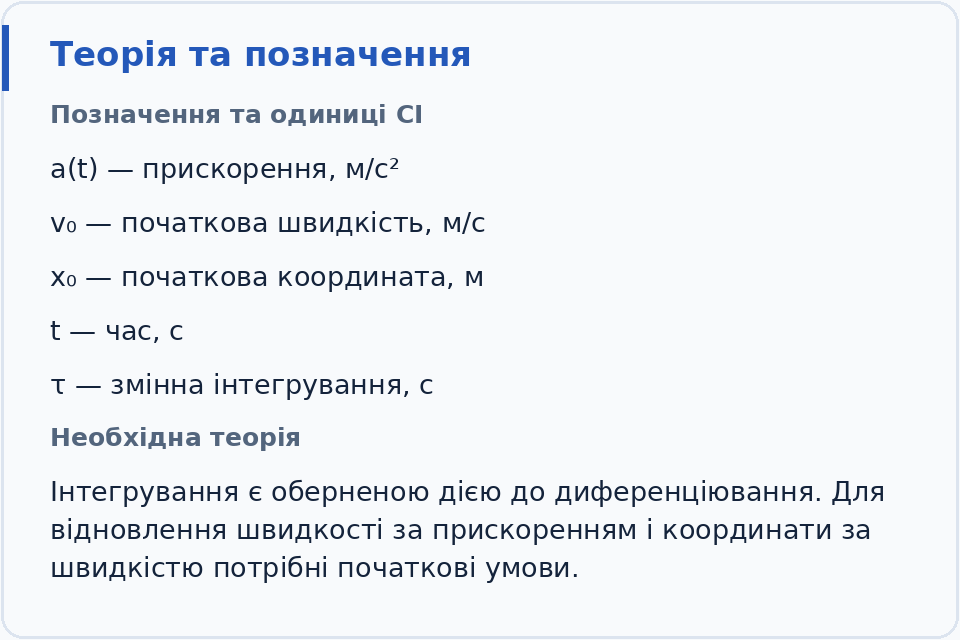 Теорія та позначення
Позначення та одиниці СІ
a(t) — прискорення, м/с²
v₀ — початкова швидкість, м/с
x₀ — початкова координата, м
t — час, с
τ — змінна інтегрування, с
Необхідна теорія
Інтегрування є оберненою дією до диференціювання. Для
відновлення швидкості за прискоренням і координати за
швидкістю потрібні початкові умови.